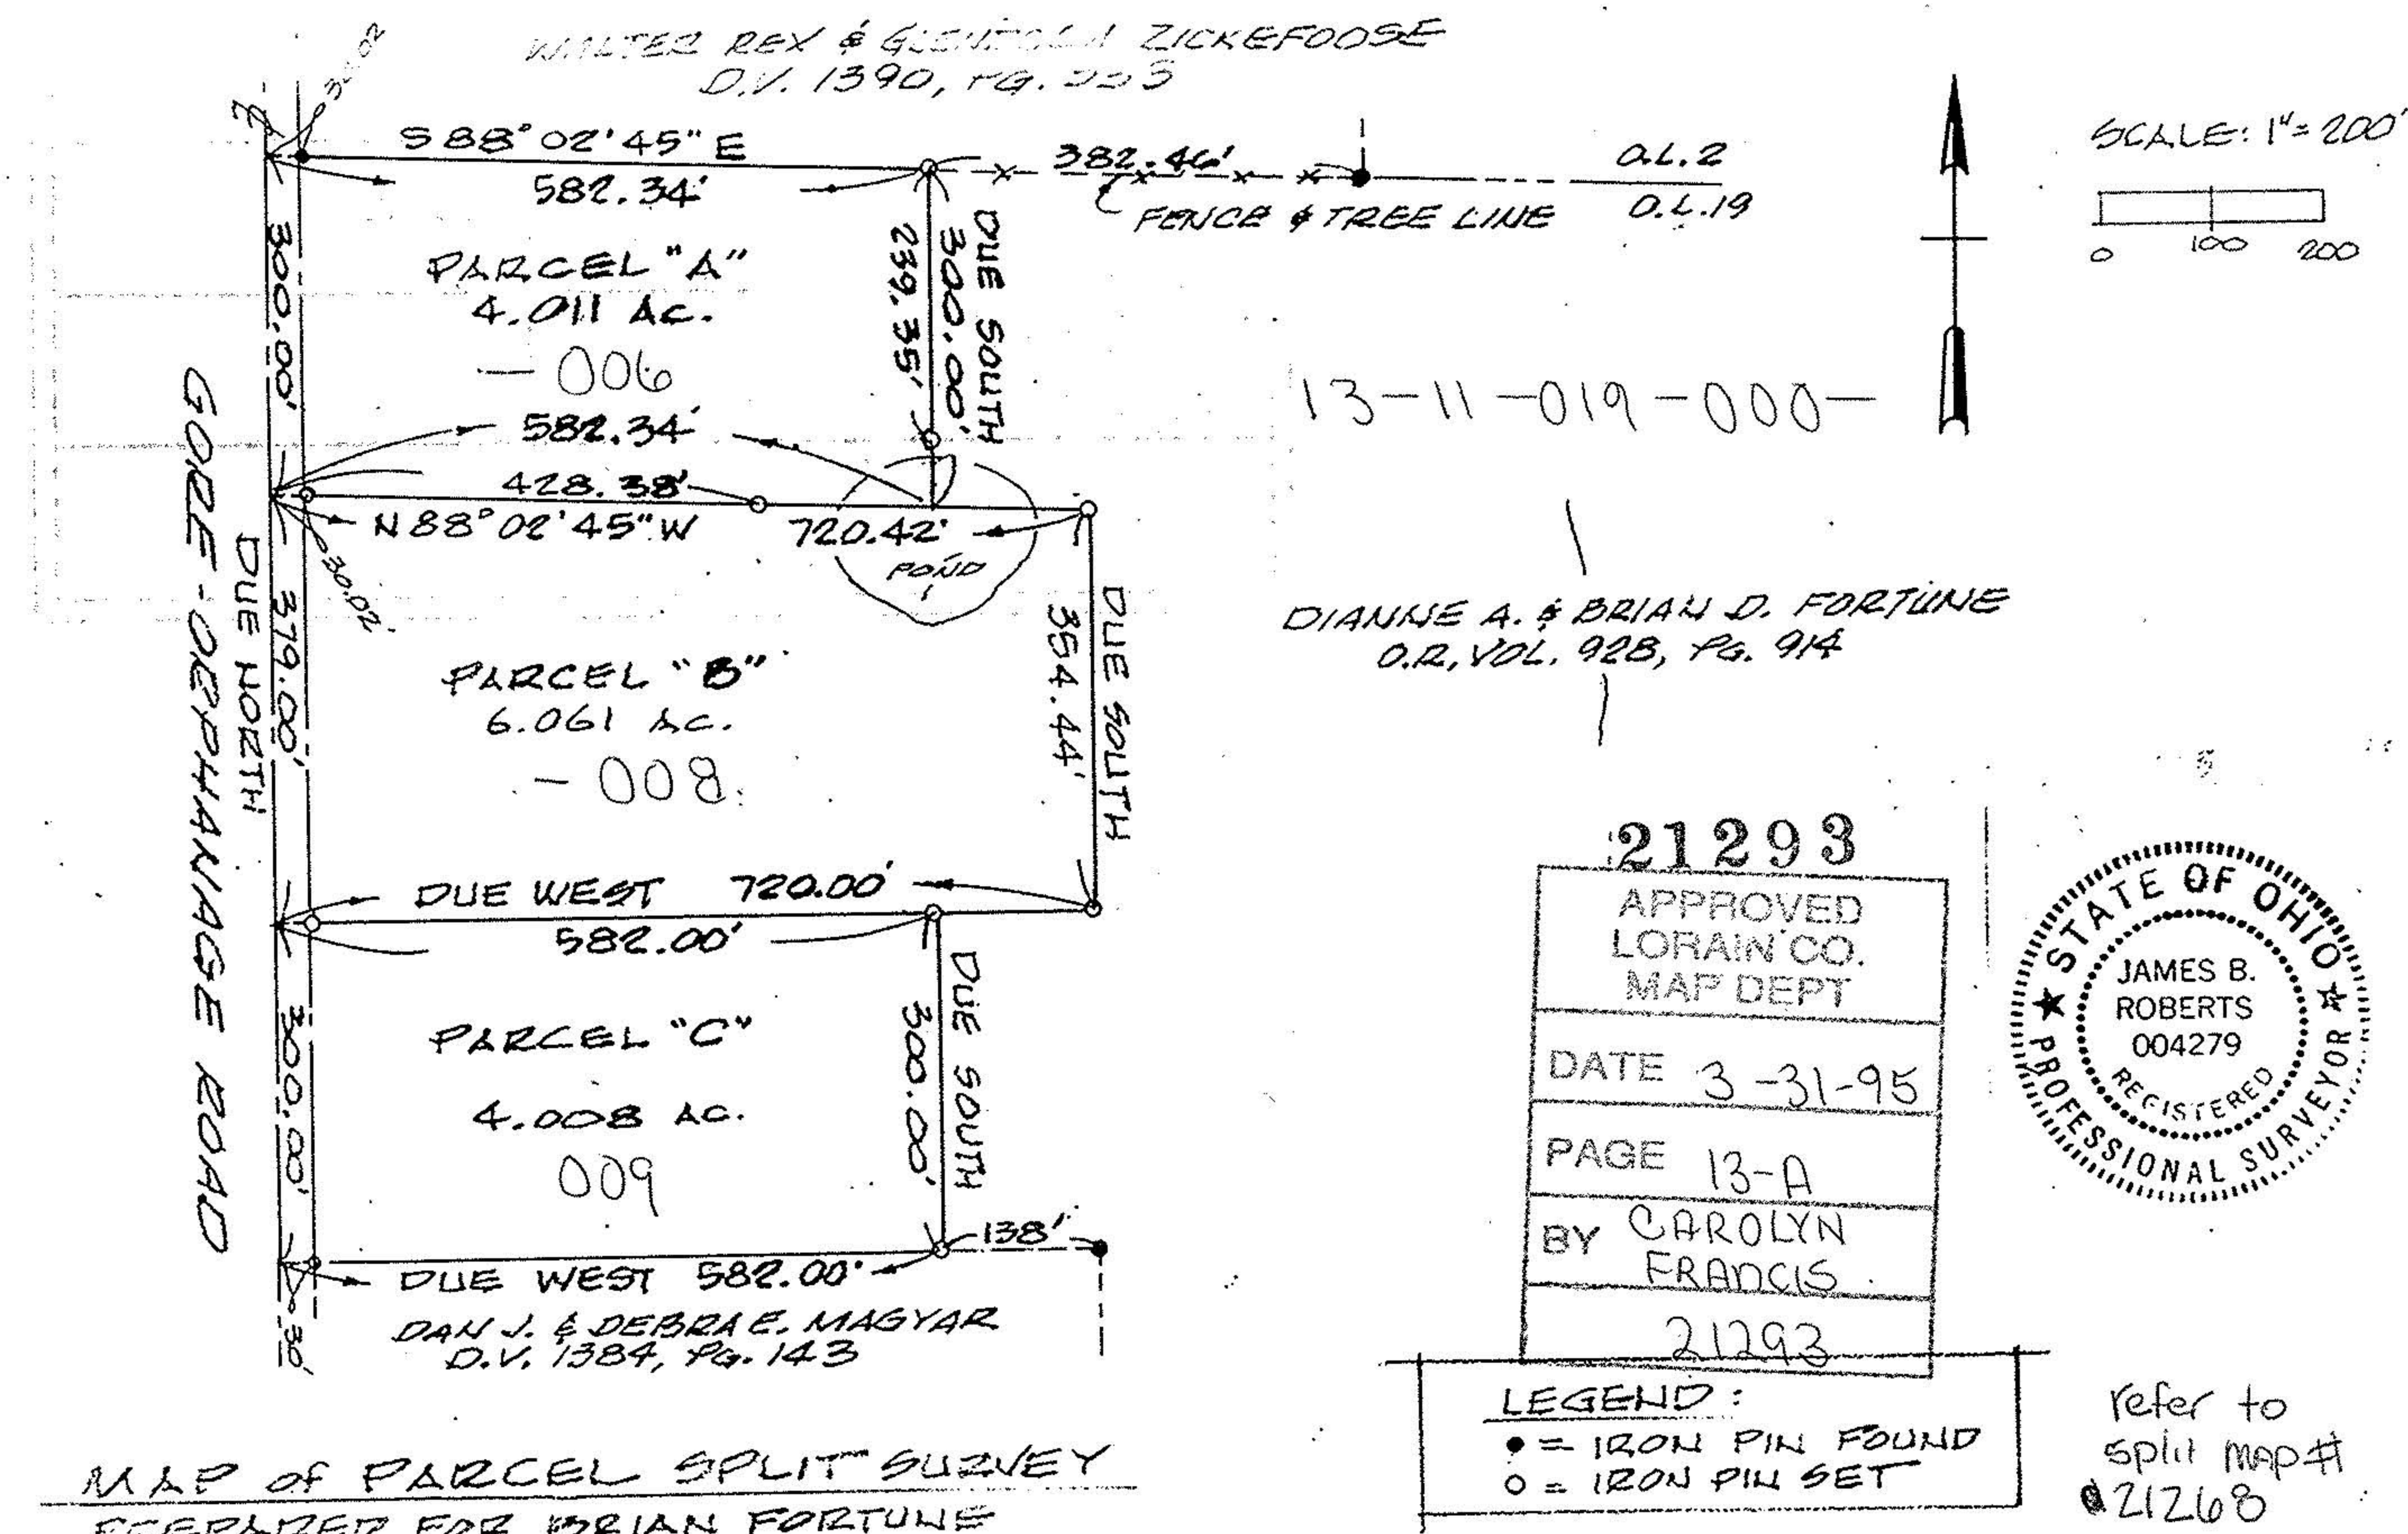 WALTER REX & ZICKEFOOSE
D.V. 1390, PG.
S 88° 02' 45" E
582.34'
382.46'
FENCE & TREE LINE
O.L. 2
O.L. 19
SCALE: 1" = 200'
0 100 200
300.00'
PARCEL "A"
4.011 AC.
- 006
239.35'
DUE SOUTH
300.00'
13-11-019-000-
582.34'
428.38'
N 88° 02' 45" W
720.42'
POND
30.02'
DUE NORTH
379.00'
GORE-ORPHANAGE ROAD
PARCEL "B"
6.061 AC.
- 008
DUE SOUTH
354.44'
DIANNE A. & BRIAN D. FORTUNE
O.R. VOL. 928, PG. 914
DUE WEST 720.00'
582.00'
300.00'
PARCEL "C"
4.008 AC.
009
DUE SOUTH
300.00'
138'
DUE WEST 582.00'
30'
DAN J. & DEBRA E. MAGYAR
D.V. 1384, PG. 143
21293
APPROVED
LORAIN CO.
MAP DEPT
DATE 3-31-95
PAGE 13-A
BY CAROLYN
FRANCIS
21293
STATE OF OHIO
JAMES B.
ROBERTS
004279
REGISTERED
PROFESSIONAL SURVEYOR
LEGEND:
● = IRON PIN FOUND
○ = IRON PIN SET
refer to
split map #
21268
MAP of PARCEL SPLIT SURVEY
PREPARED FOR BRIAN FORTUNE